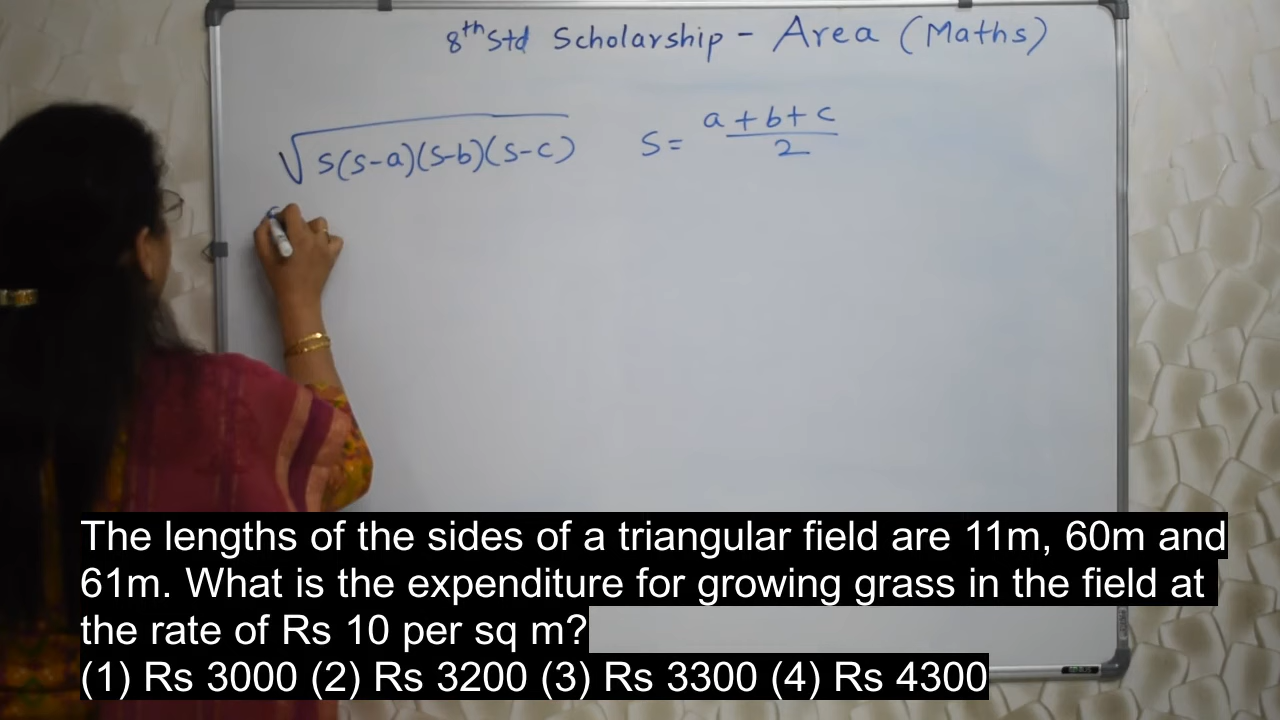 8th Std Scholarship - Area (Maths)
√s(s-a)(s-b)(s-c) s= a+b+c/2
The lengths of the sides of a triangular field are 11m, 60m and
61m. What is the expenditure for growing grass in the field at
the rate of Rs 10 per sq m?
(1) Rs 3000 (2) Rs 3200 (3) Rs 3300 (4) Rs 4300